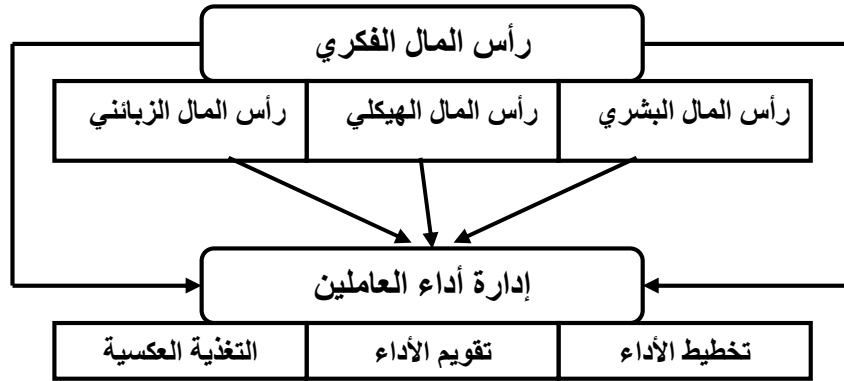 رأس المال الفكري
رأس المال البشري
رأس المال الهيكلي
رأس المال الزبائني
إدارة أداء العاملين
تخطيط الأداء
تقويم الأداء
التغذية العكسية